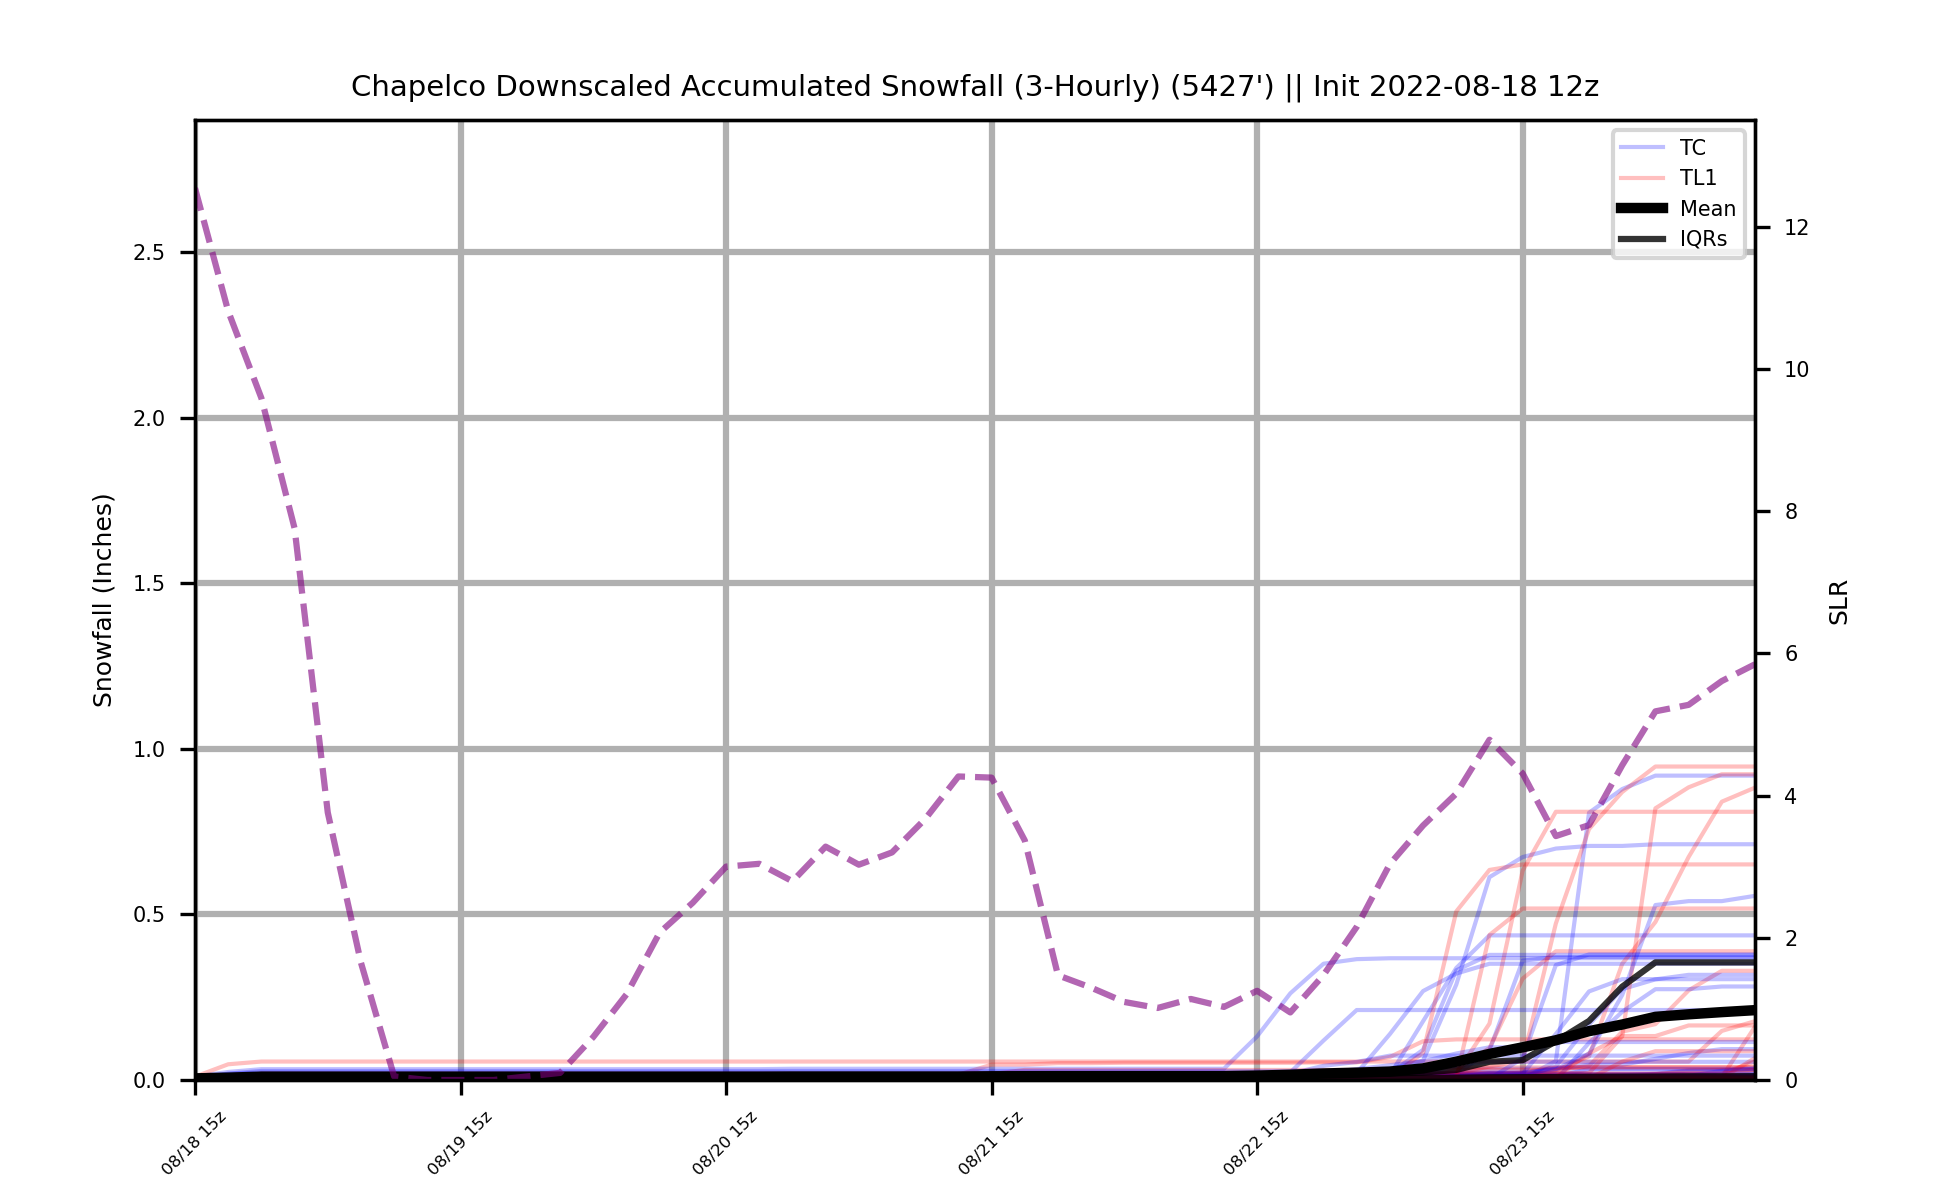 Chapelco Downscaled Accumulated Snowfall (3-Hourly) (5427') || Init 2022-08-18 12z
TC
TL1
Mean
IQRs
Snowfall (Inches)
2.5
2.0
1.5
1.0
0.5
0.0
12
10
8
6
4
2
0
SLR
08/18 15z
08/19 15z
08/20 15z
08/21 15z
08/22 15z
08/23 15z